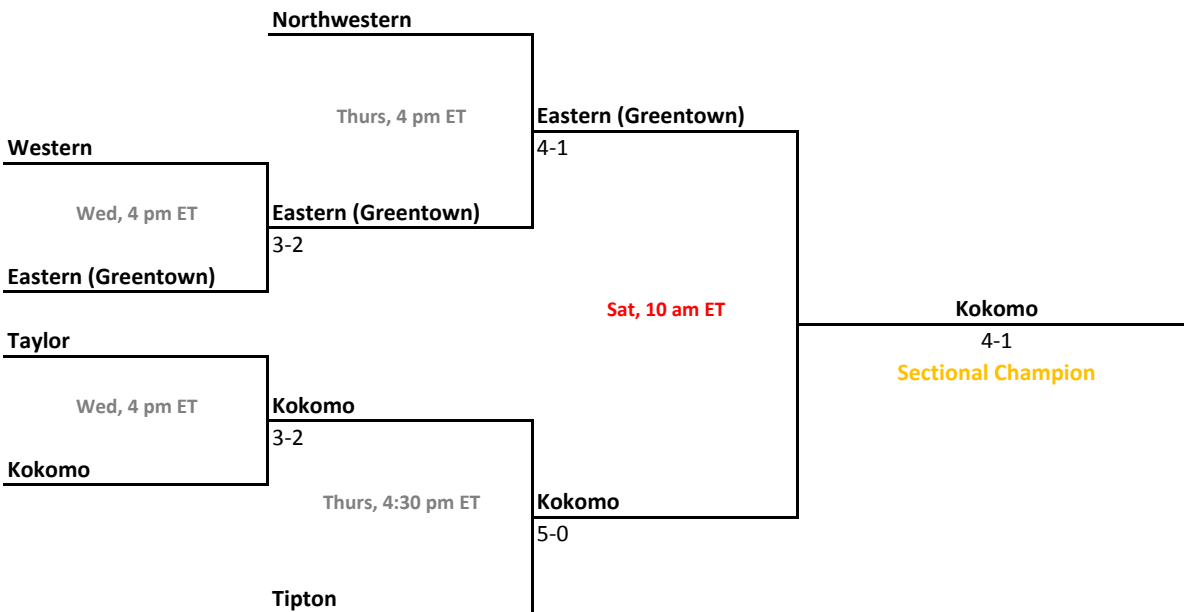 Northwestern
Thurs, 4 pm ET
Eastern (Greentown)
4-1
Western
Wed, 4 pm ET
Eastern (Greentown)
3-2
Eastern (Greentown)
Sat, 10 am ET
Kokomo
4-1
Sectional Champion
Taylor
Wed, 4 pm ET
Kokomo
3-2
Kokomo
Thurs, 4:30 pm ET
Kokomo
5-0
Tipton